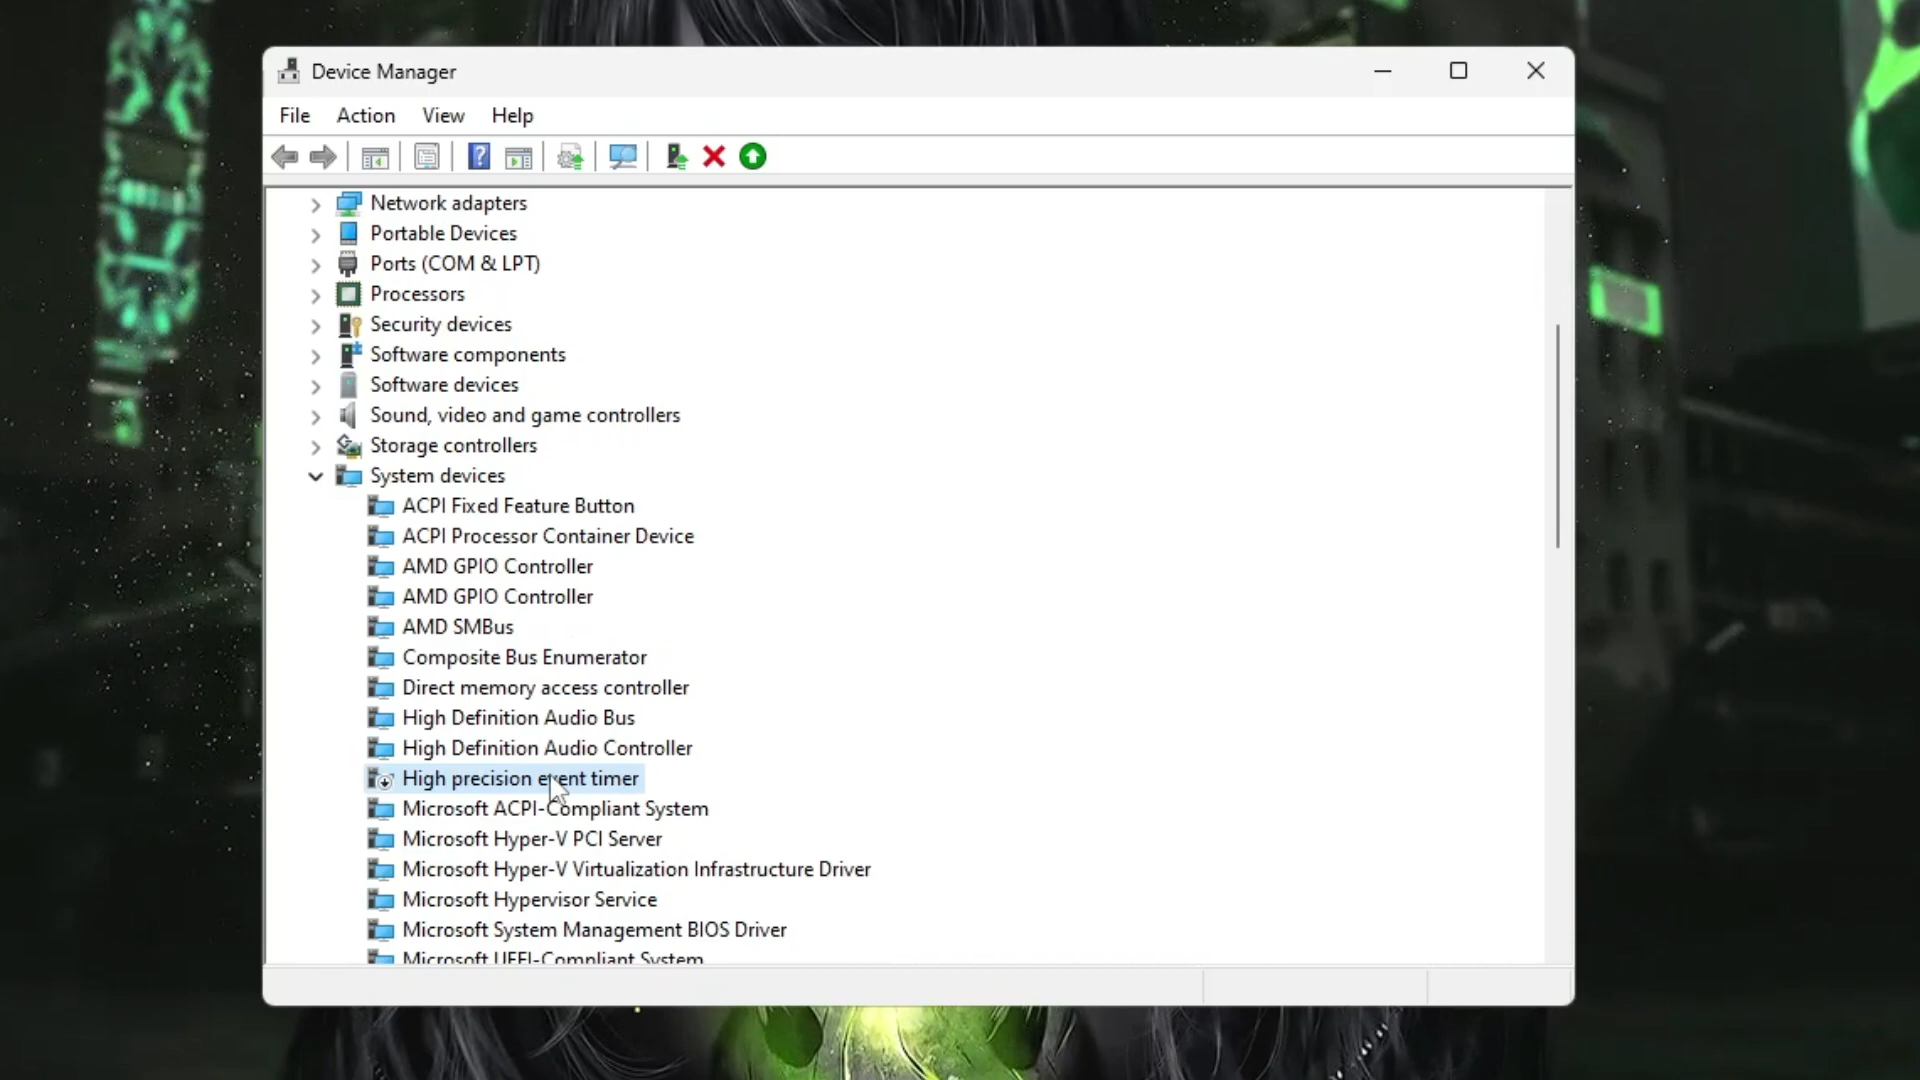 Device Manager
File Action View Help
Network adapters
Portable Devices
Ports (COM & LPT)
Processors
Security devices
Software components
Software devices
Sound, video and game controllers
Storage controllers
System devices
ACPI Fixed Feature Button
ACPI Processor Container Device
AMD GPIO Controller
AMD GPIO Controller
AMD SMBus
Composite Bus Enumerator
Direct memory access controller
High Definition Audio Bus
High Definition Audio Controller
High precision event timer
Microsoft ACPI-Compliant System
Microsoft Hyper-V PCI Server
Microsoft Hyper-V Virtualization Infrastructure Driver
Microsoft Hypervisor Service
Microsoft System Management BIOS Driver
Microsoft UEFI-Compliant System